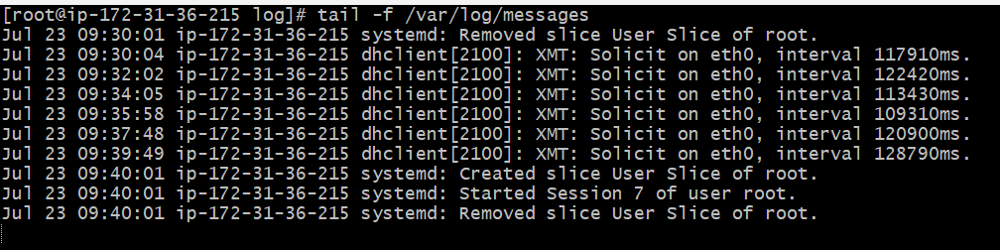 [root@ip-172-31-36-215 log]# tail -f /var/log/messages
Jul 23 09:30:01 ip-172-31-36-215 systemd: Removed slice User Slice of root.
Jul 23 09:30:04 ip-172-31-36-215 dhclient[2100]: XMT: Solicit on eth0, interval 117910ms.
Jul 23 09:32:02 ip-172-31-36-215 dhclient[2100]: XMT: Solicit on eth0, interval 122420ms.
Jul 23 09:34:05 ip-172-31-36-215 dhclient[2100]: XMT: Solicit on eth0, interval 113430ms.
Jul 23 09:35:58 ip-172-31-36-215 dhclient[2100]: XMT: Solicit on eth0, interval 109310ms.
Jul 23 09:37:48 ip-172-31-36-215 dhclient[2100]: XMT: Solicit on eth0, interval 120900ms.
Jul 23 09:39:49 ip-172-31-36-215 dhclient[2100]: XMT: Solicit on eth0, interval 128790ms.
Jul 23 09:40:01 ip-172-31-36-215 systemd: Created slice User Slice of root.
Jul 23 09:40:01 ip-172-31-36-215 systemd: Started Session 7 of user root.
Jul 23 09:40:01 ip-172-31-36-215 systemd: Removed slice User Slice of root.